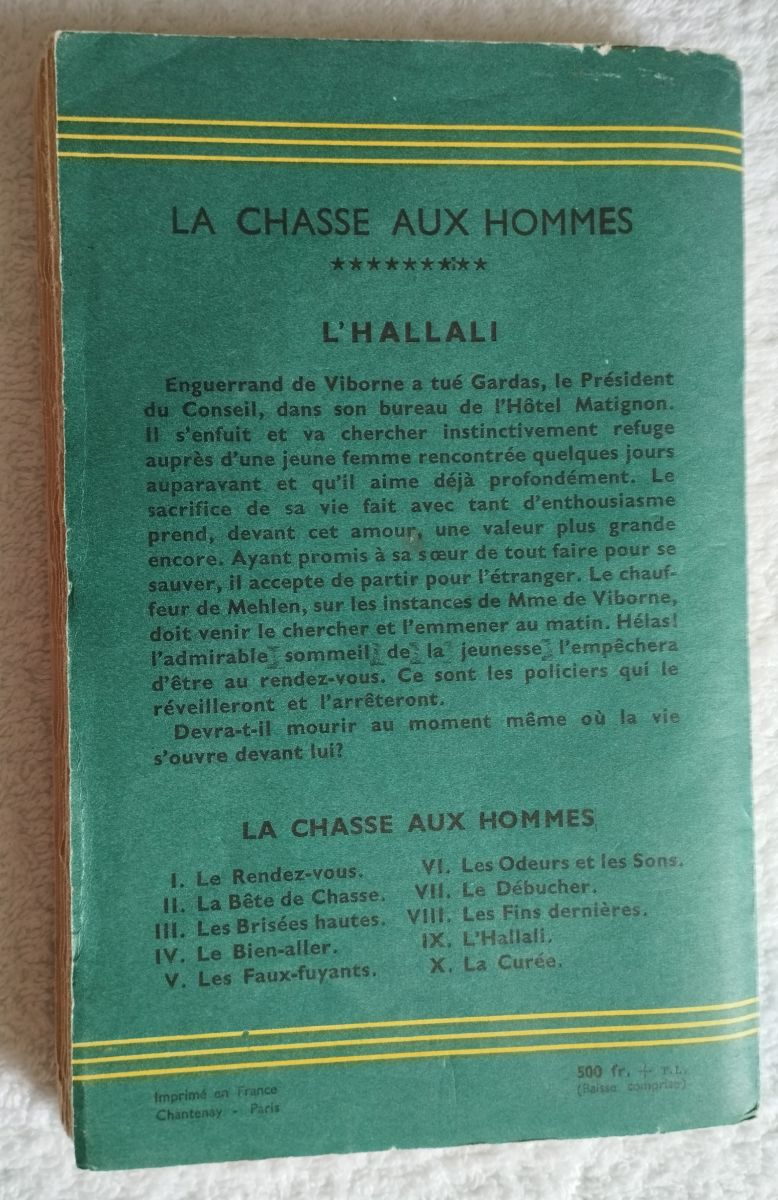 LA CHASSE AUX HOMMES
★★★★★★★★★
L'HALLALI
Enguerrand de Viborne a tué Gardas, le Président
du Conseil, dans son bureau de l'Hôtel Matignon.
Il s'enfuit et va chercher instinctivement refuge
auprès d'une jeune femme rencontrée quelques jours
auparavant et qu'il aime déjà profondément. Le
sacrifice de sa vie fait avec tant d'enthousiasme
prend, devant cet amour, une valeur plus grande
encore. Ayant promis à sa sœur de tout faire pour se
sauver, il accepte de partir pour l'étranger. Le chauf-
feur de Mehlen, sur les instances de Mme de Viborne,
doit venir le chercher et l'emmener au matin. Hélas!
l'admirable sommeil de la jeunesse l'empêchera
d'être au rendez-vous. Ce sont les policiers qui le
réveilleront et l'arrêteront.
Devra-t-il mourir au moment même où la vie
s'ouvre devant lui?
LA CHASSE AUX HOMMES
I. Le Rendez-vous.
II. La Bête de Chasse.
III. Les Brisées hautes.
IV. Le Bien-aller.
V. Les Faux-fuyants.
VI. Les Odeurs et les Sons.
VII. Le Débucher.
VIII. Les Fins dernières.
IX. L'Hallali.
X. La Curée.
Imprimé en France
Chantenay - Paris
500 fr. + T.L.
(Baisse comprise)